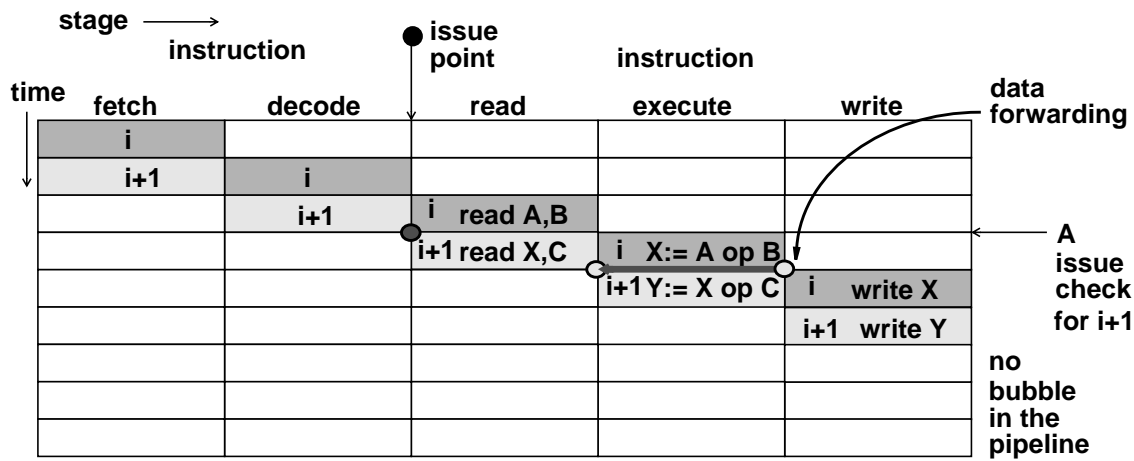 stage
instruction
issue
point
instruction
time
fetch
decode
read
execute
write
data
forwarding
i
i+1
i
i+1
i read A,B
i+1 read X,C
i X:= A op B
A
issue
check
for i+1
i+1 Y:= X op C
i write X
i+1 write Y
no
bubble
in the
pipeline